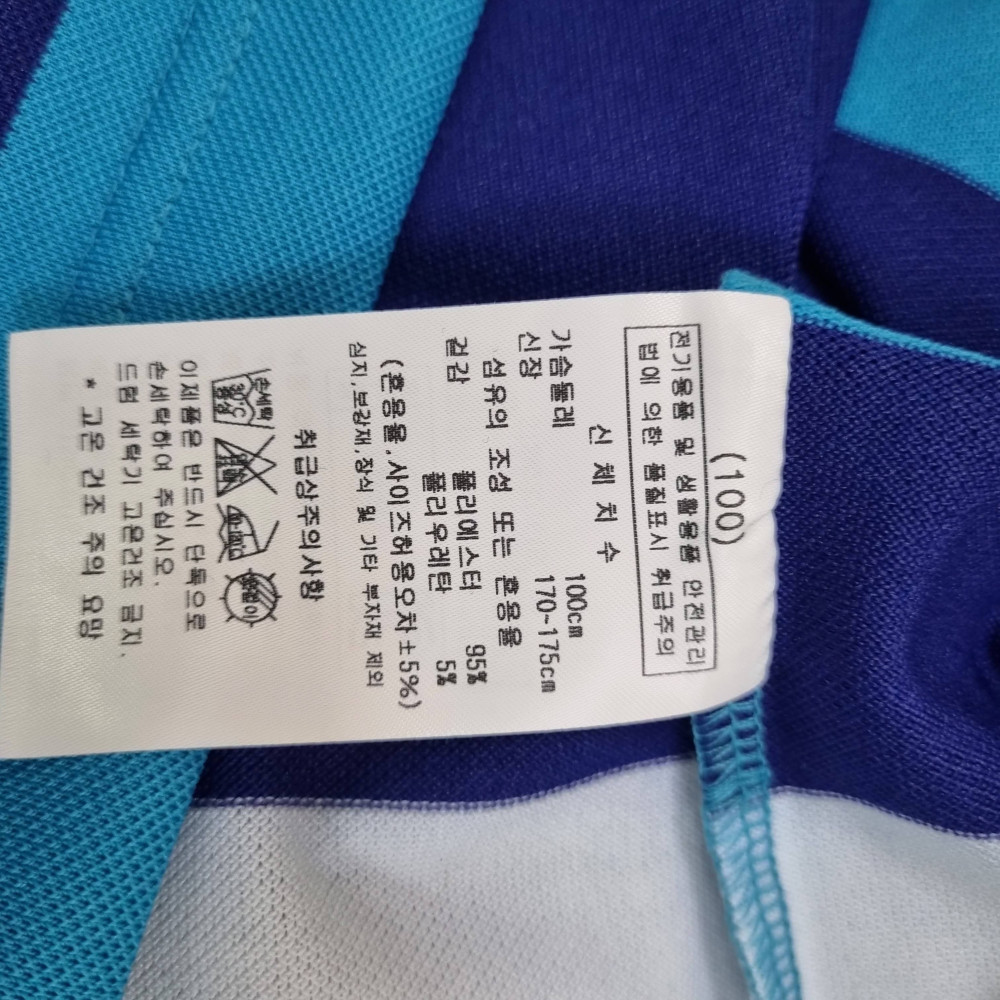 (100)
전기용품 및 생활용품 안전관리
법에 의한 품질표시 취급주의
신 체 치 수
가슴둘레 100cm
신장 170~175cm
섬유의 조성 또는 혼용율
겉감 폴리에스터 95%
폴리우레탄 5%
(혼용율,사이즈허용오차±5%)
심지,보강재,장식 및 기타 부자재 제외
취급상주의사항
손세탁
이제품은 반드시 단독으로
손세탁하여 주십시오.
드럼 세탁기 고온건조 금지.
* 고온 건조 주의 요망